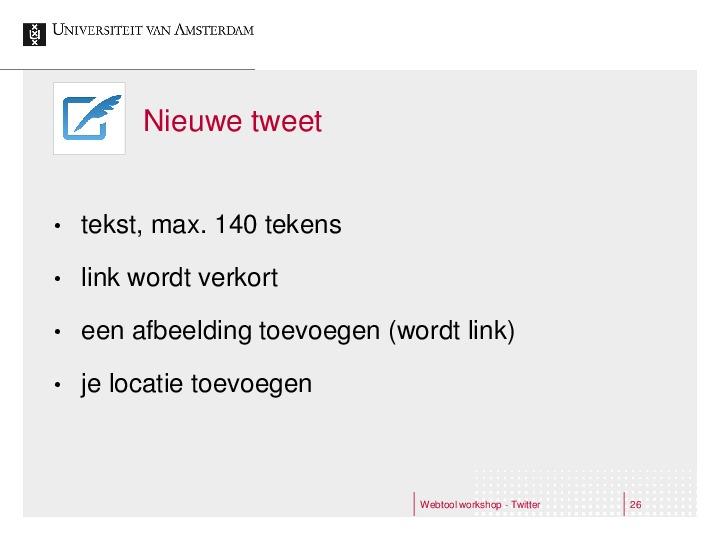 UNIVERSITEIT VAN AMSTERDAM
Nieuwe tweet
• tekst, max. 140 tekens
• link wordt verkort
• een afbeelding toevoegen (wordt link)
• je locatie toevoegen
Webtool workshop - Twitter
26